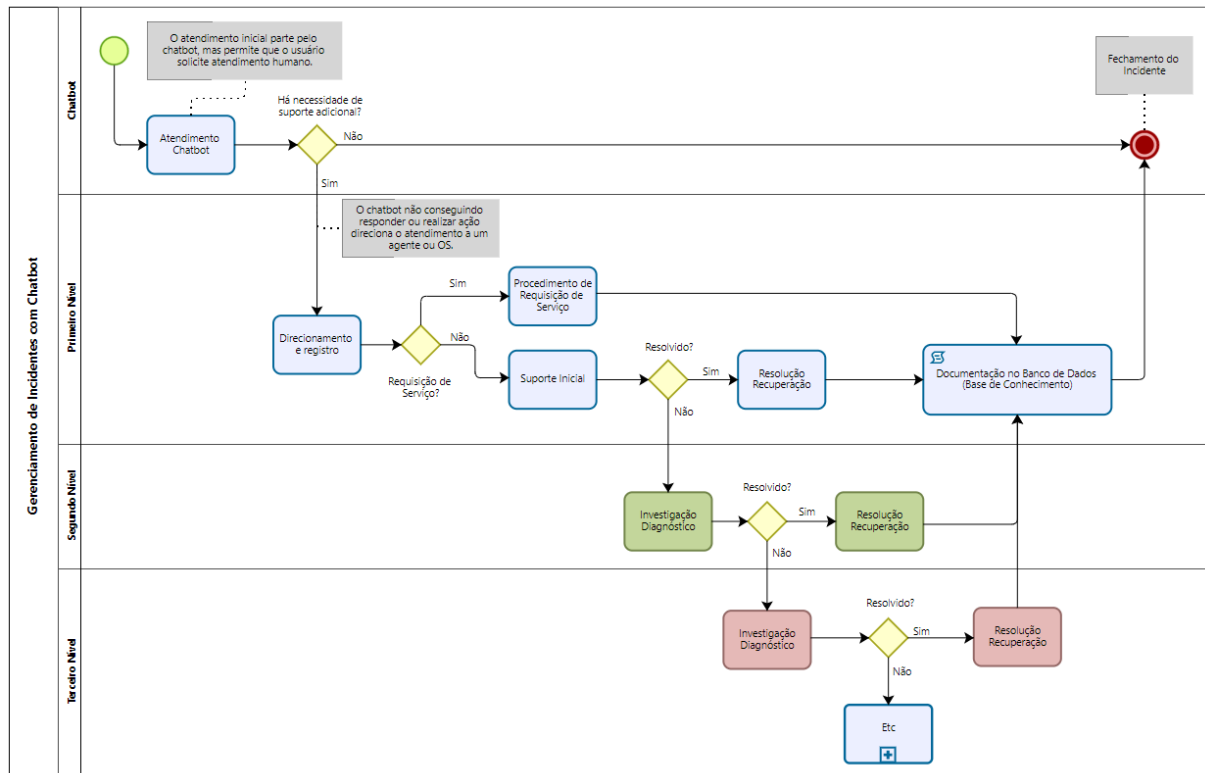 Gerenciamento de Incidentes com Chatbot
Chatbot
O atendimento inicial parte pelo
chatbot, mas permite que o usuário
solicite atendimento humano.
Há necessidade de
suporte adicional?
Fechamento do
Incidente
Atendimento
Chatbot
Não
Sim
Primeiro Nível
O chatbot não conseguindo
responder ou realizar ação
direciona o atendimento a um
agente ou OS.
Direcionamento
e registro
Sim
Não
Requisição de
Serviço?
Procedimento de
Requisição de
Serviço
Suporte Inicial
Resolvido?
Sim
Não
Resolução
Recuperação
Documentação no Banco de Dados
(Base de Conhecimento)
Segundo Nível
Investigação
Diagnóstico
Resolvido?
Sim
Não
Resolução
Recuperação
Terceiro Nível
Investigação
Diagnóstico
Resolvido?
Sim
Não
Resolução
Recuperação
Etc